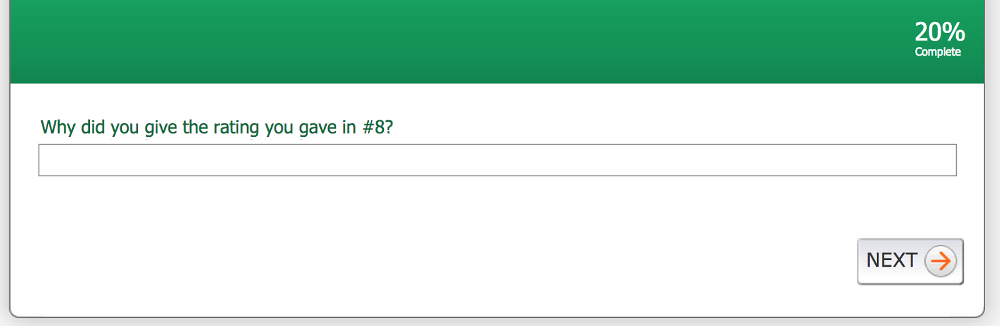 20%
Complete
Why did you give the rating you gave in #8?
NEXT